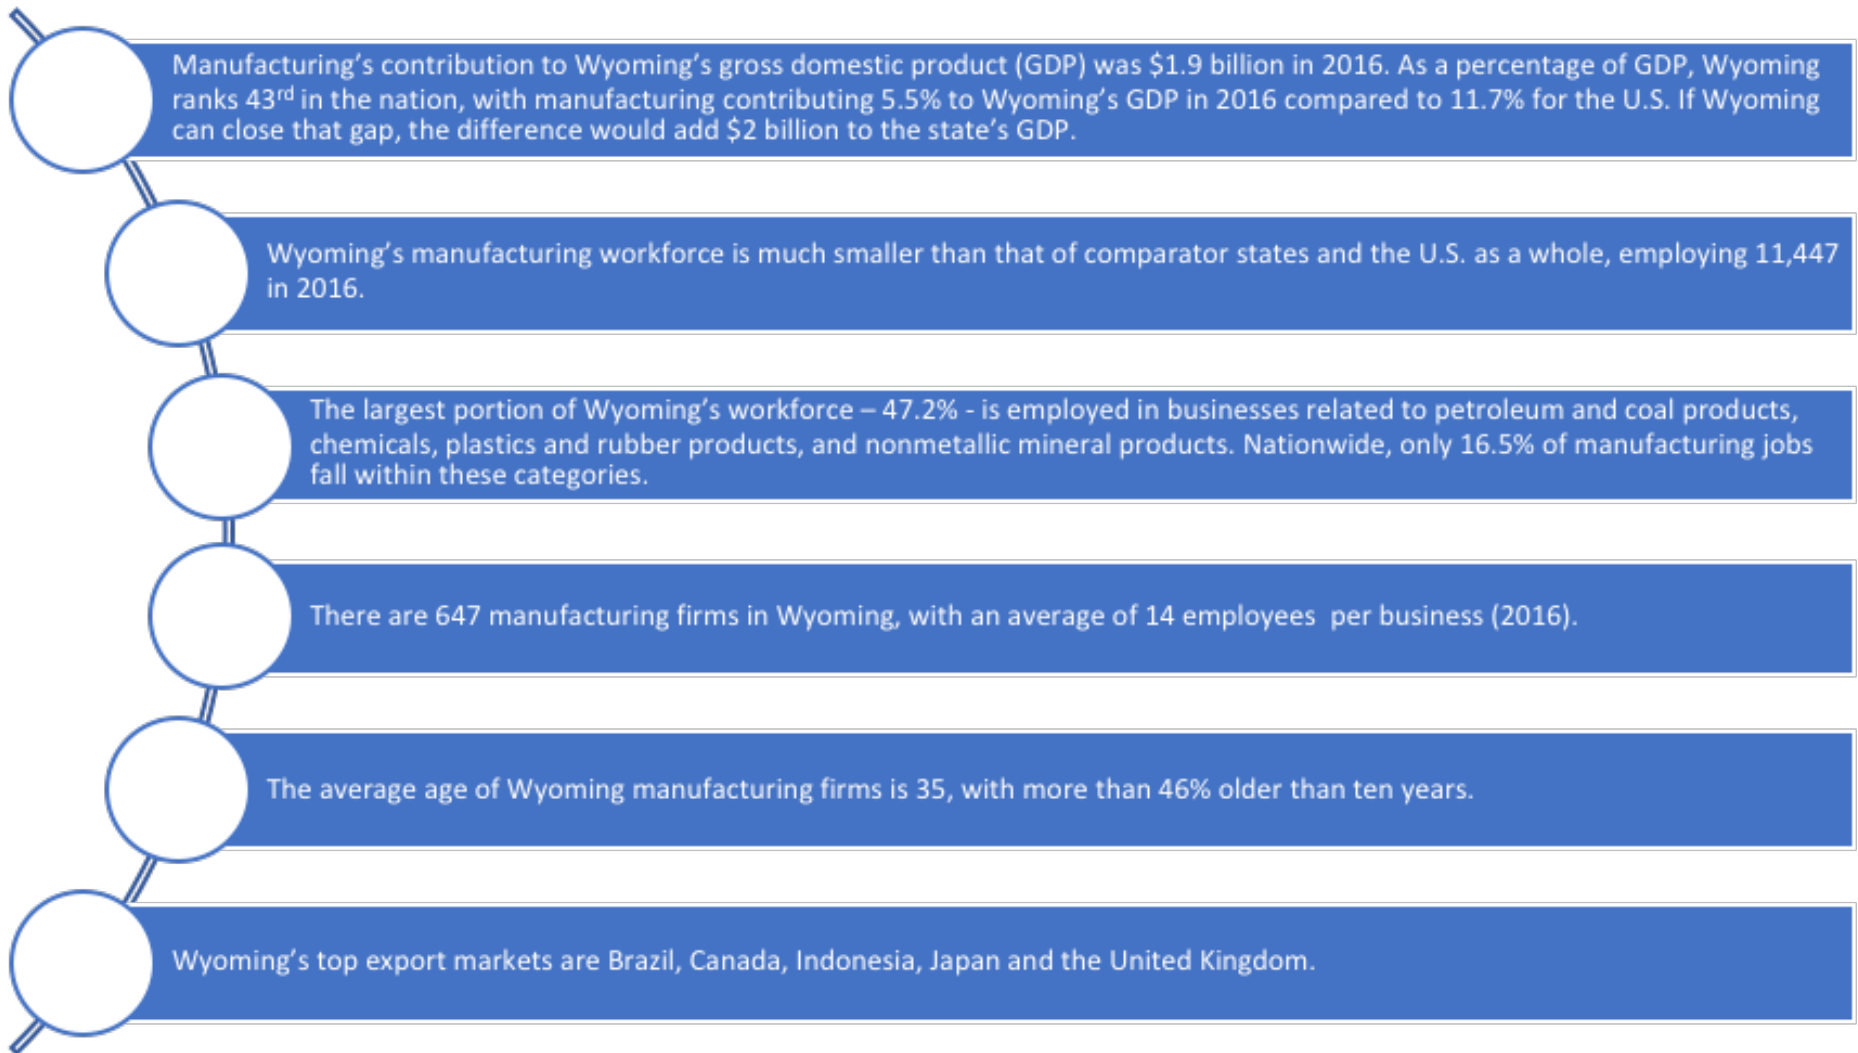 Manufacturing’s contribution to Wyoming’s gross domestic product (GDP) was $1.9 billion in 2016. As a percentage of GDP, Wyoming
ranks 43rd in the nation, with manufacturing contributing 5.5% to Wyoming’s GDP in 2016 compared to 11.7% for the U.S. If Wyoming
can close that gap, the difference would add $2 billion to the state’s GDP.
Wyoming’s manufacturing workforce is much smaller than that of comparator states and the U.S. as a whole, employing 11,447
in 2016.
The largest portion of Wyoming’s workforce – 47.2% - is employed in businesses related to petroleum and coal products,
chemicals, plastics and rubber products, and nonmetallic mineral products. Nationwide, only 16.5% of manufacturing jobs
fall within these categories.
There are 647 manufacturing firms in Wyoming, with an average of 14 employees  per business (2016).
The average age of Wyoming manufacturing firms is 35, with more than 46% older than ten years.
Wyoming’s top export markets are Brazil, Canada, Indonesia, Japan and the United Kingdom.